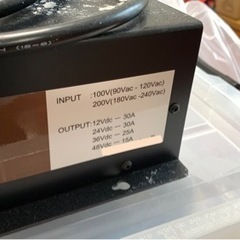 INPUT :100V(90Vac - 120Vac)
200V(180Vac -240Vac)
OUTPUT:12Vdc --- 30A
24Vdc --- 30A
36Vdc --- 25A
48Vdc --- 15A